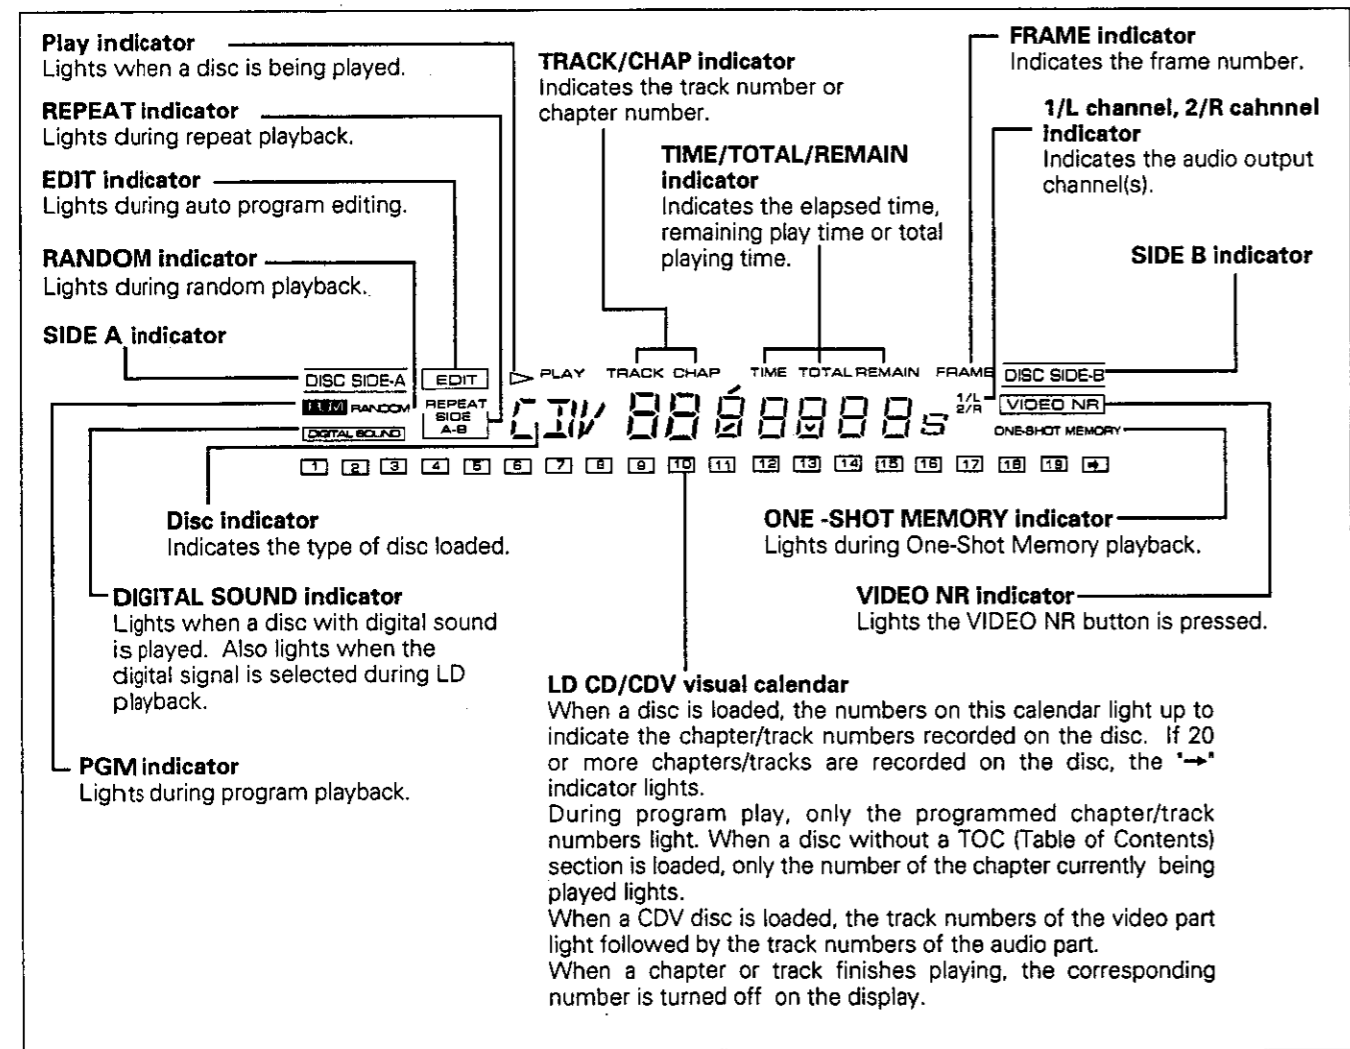 Play indicator
Lights when a disc is being played.
REPEAT indicator
Lights during repeat playback.
EDIT indicator
Lights during auto program editing.
RANDOM indicator
Lights during random playback.
SIDE A indicator
TRACK/CHAP indicator
Indicates the track number or
chapter number.
TIME/TOTAL/REMAIN
indicator
Indicates the elapsed time,
remaining play time or total
playing time.
FRAME indicator
Indicates the frame number.
1/L channel, 2/R cahnnel
indicator
Indicates the audio output
channel(s).
SIDE B indicator
DISC SIDE-A EDIT PLAY TRACK CHAP TIME TOTAL REMAIN FRAME DISC SIDE-B
PGM RANDOM REPEAT SIDE A-B CDV 88 8 8 8 8 8 s 1/L 2/R VIDEO NR
DIGITAL SOUND ONE-SHOT MEMORY
1 2 3 4 5 6 7 8 9 10 11 12 13 14 15 16 17 18 19 →
Disc indicator
Indicates the type of disc loaded.
ONE -SHOT MEMORY indicator
Lights during One-Shot Memory playback.
DIGITAL SOUND indicator
Lights when a disc with digital sound
is played. Also lights when the
digital signal is selected during LD
playback.
VIDEO NR indicator
Lights the VIDEO NR button is pressed.
PGM indicator
Lights during program playback.
LD CD/CDV visual calendar
When a disc is loaded, the numbers on this calendar light up to
indicate the chapter/track numbers recorded on the disc. If 20
or more chapters/tracks are recorded on the disc, the "→"
indicator lights.
During program play, only the programmed chapter/track
numbers light. When a disc without a TOC (Table of Contents)
section is loaded, only the number of the chapter currently being
played lights.
When a CDV disc is loaded, the track numbers of the video part
light followed by the track numbers of the audio part.
When a chapter or track finishes playing, the corresponding
number is turned off on the display.